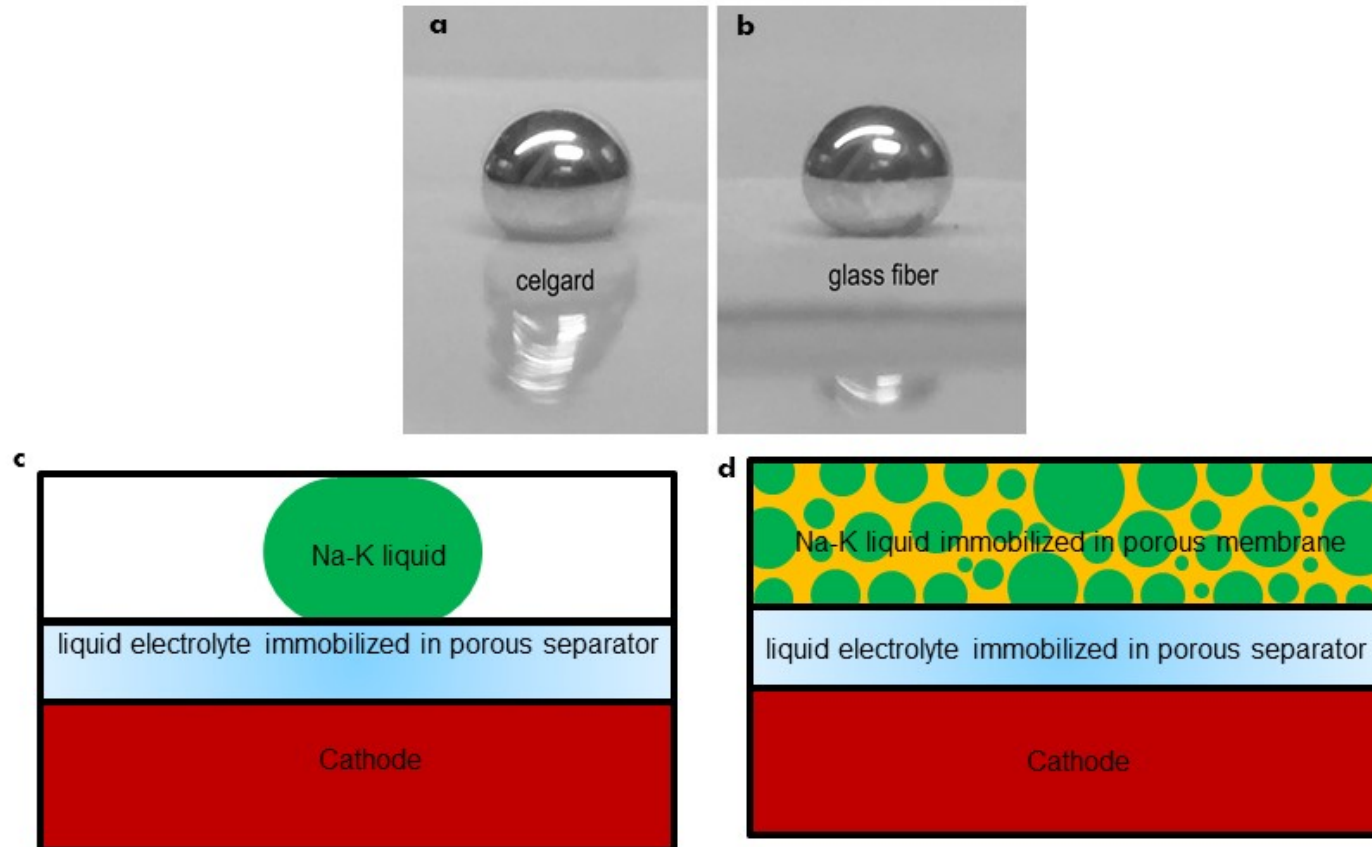 a
b
celgard
glass fiber
c
Na-K liquid
liquid electrolyte immobilized in porous separator
Cathode
d
Na-K liquid immobilized in porous membrane
liquid electrolyte immobilized in porous separator
Cathode